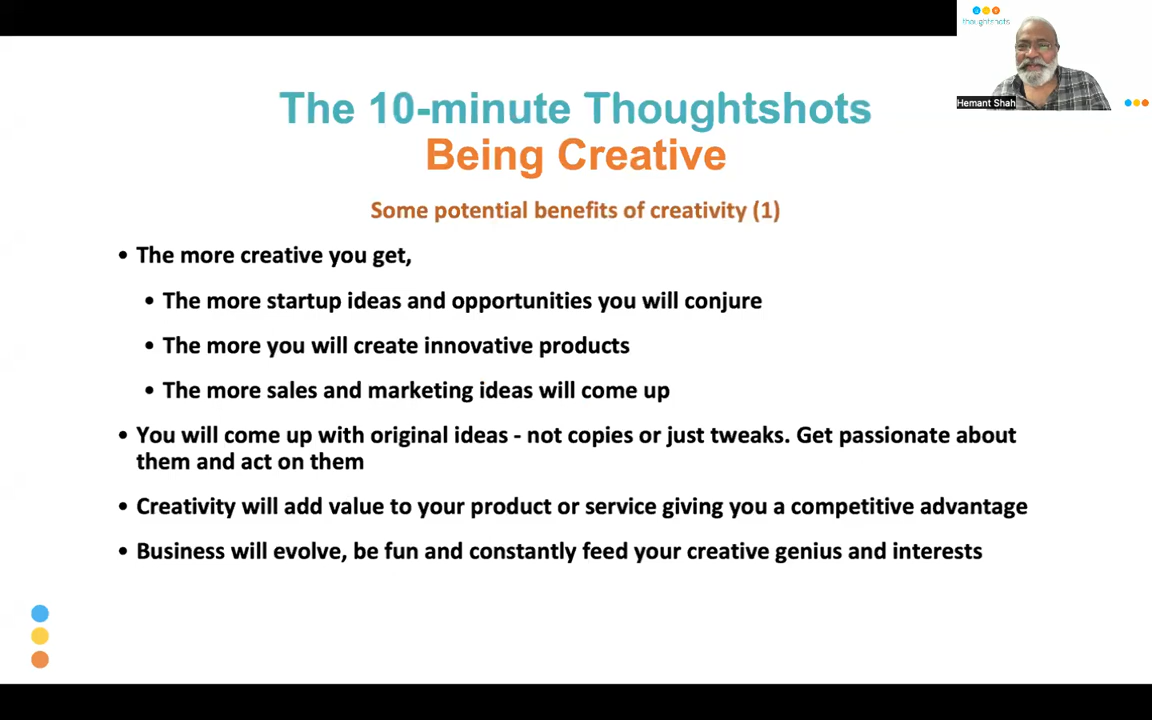 thoughtshots
Hemant Shah
The 10-minute Thoughtshots
Being Creative
Some potential benefits of creativity (1)
• The more creative you get,
• The more startup ideas and opportunities you will conjure
• The more you will create innovative products
• The more sales and marketing ideas will come up
• You will come up with original ideas - not copies or just tweaks. Get passionate about
them and act on them
• Creativity will add value to your product or service giving you a competitive advantage
• Business will evolve, be fun and constantly feed your creative genius and interests